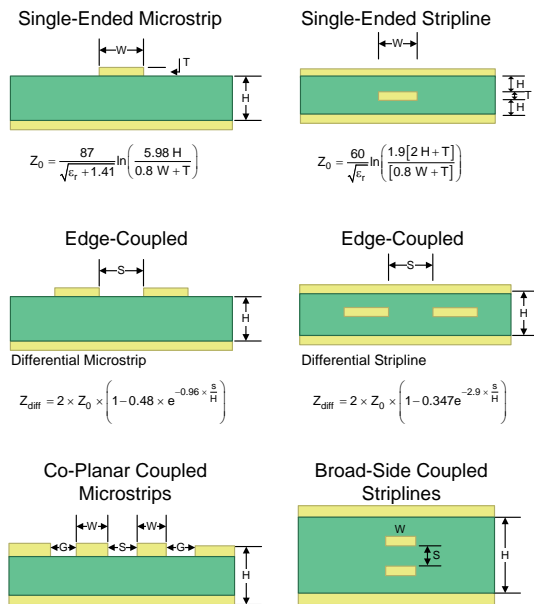 Single-Ended Microstrip
W
T
H
Z₀ = 87/√(εᵣ + 1.41) ln(5.98 H/(0.8 W + T))
Single-Ended Stripline
W
H
T
H
Z₀ = 60/√εᵣ ln(1.9[2 H + T]/[0.8 W + T])
Edge-Coupled
S
H
Differential Microstrip
Z_diff = 2 × Z₀ × (1 − 0.48 × e^(−0.96 × s/H))
Edge-Coupled
S
H
Differential Stripline
Z_diff = 2 × Z₀ × (1 − 0.347e^(−2.9 × s/H))
Co-Planar Coupled
Microstrips
W W
G S G
H
Broad-Side Coupled
Striplines
W
S
H